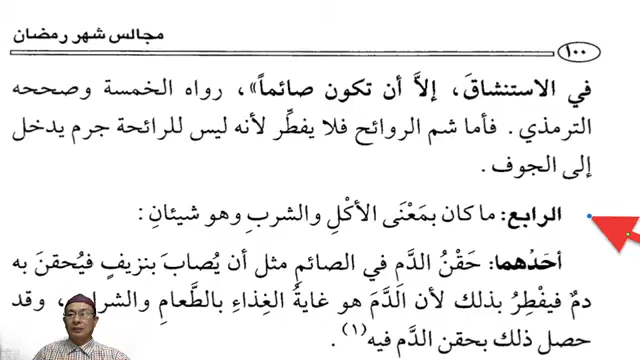 مجالس شهر رمضان
١٠٠
في الاستنشاقَ، إلاَّ أن تكون صائماً»، رواه الخمسة وصححه
الترمذي. فأما شم الروائح فلا يفطِّر لأنه ليس للرائحة جرم يدخل
إلى الجوف.
الرابع: ما كان بمَعْنَى الأكْلِ والشربِ وهو شيئانِ:
أحَدُهما: حَقْنُ الدَّم في الصائم مثل أن يُصابَ بنزيفٍ فيُحقنَ به
دمٌ فيفْطِرُ بذلك لأن الدَّمَ هو غايةُ الغِذاءِ بالطَّعامِ والشراب، وقد
حصل ذلك بحقن الدَّم فيه(١).